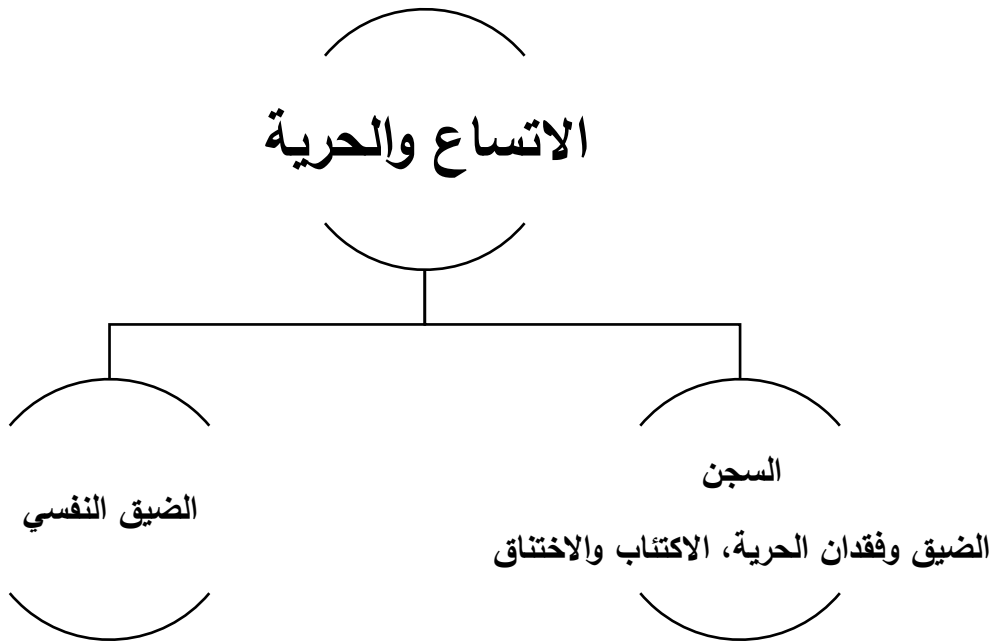 الاتساع والحرية
السجن
الضيق وفقدان الحرية، الاكتئاب والاختناق
الضيق النفسي